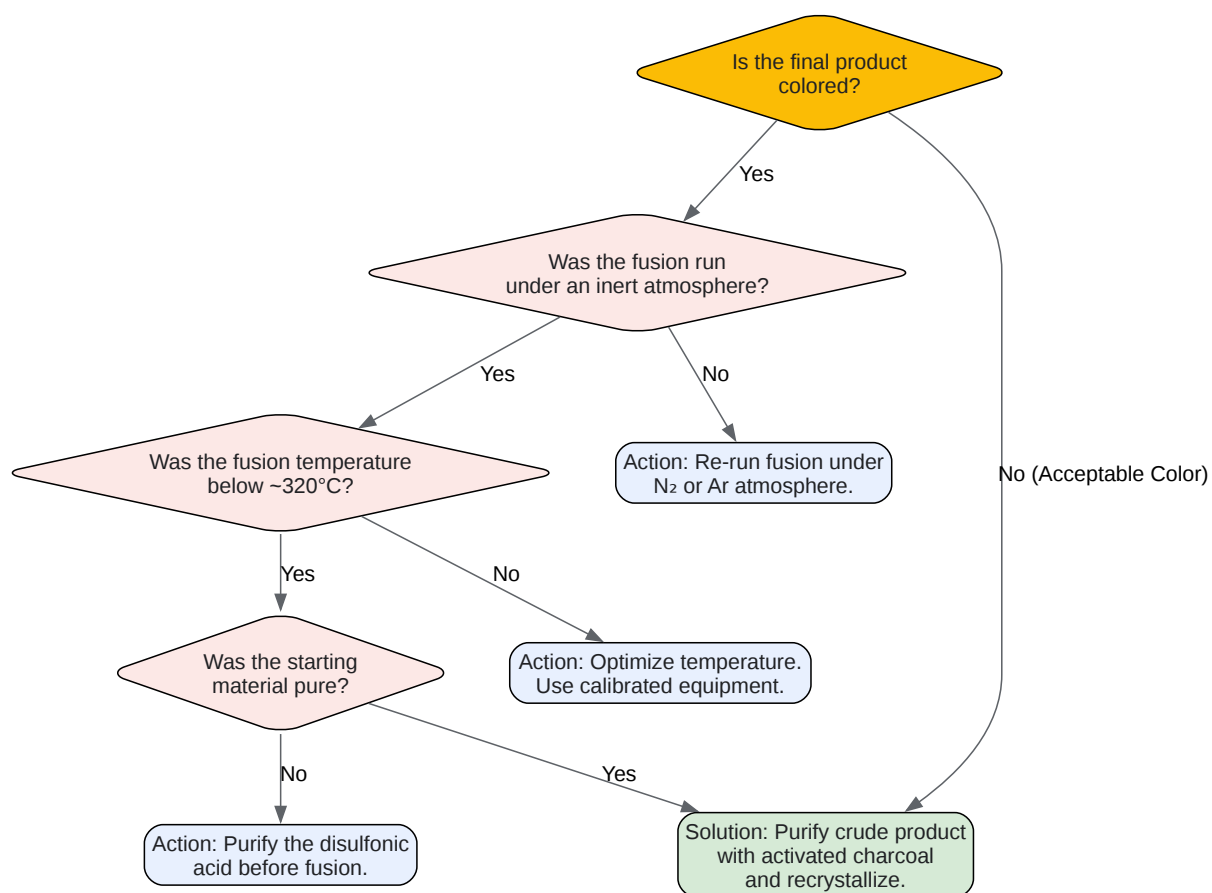 Is the final product
colored?
Yes
Was the fusion run
under an inert atmosphere?
Yes
No
Was the fusion temperature
below ~320°C?
Action: Re-run fusion under
N₂ or Ar atmosphere.
No (Acceptable Color)
Yes
No
Was the starting
material pure?
Action: Optimize temperature.
Use calibrated equipment.
No
Yes
Action: Purify the disulfonic
acid before fusion.
Solution: Purify crude product
with activated charcoal
and recrystallize.